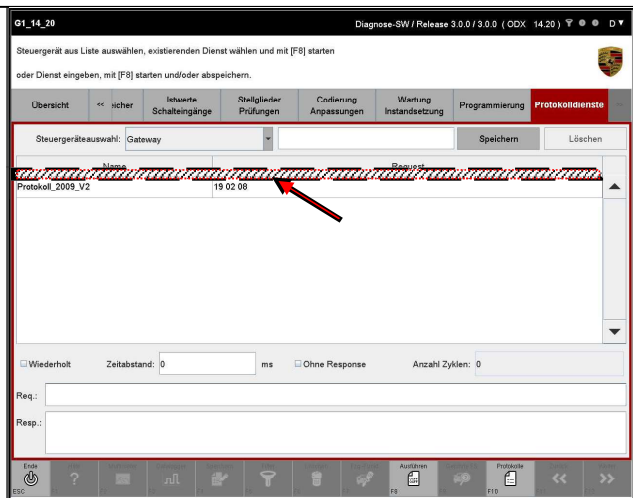 G1_14_20
Diagnose-SW / Release 3.0.0 / 3.0.0 ( ODX 14.20 )
D
Steuergerät aus Liste auswählen, existierenden Dienst wählen und mit [F8] starten
oder Dienst eingeben, mit [F8] starten und/oder abspeichern.
Übersicht
<<
eicher
Istwerte
Schalteingänge
Stellglieder
Prüfungen
Codierung
Anpassungen
Wartung
Instandsetzung
Programmierung
Protokolldienste
Steuergeräteauswahl:
Gateway
Speichern
Löschen
Name
Request
Protokoll_2009_V2
19 02 08
Wiederholt
Zeitabstand:
0
ms
Ohne Response
Anzahl Zyklen:
0
Req.:
Resp.:
Ende
ESC
Ausführen
F8
Protokolle
F10
<<
>>